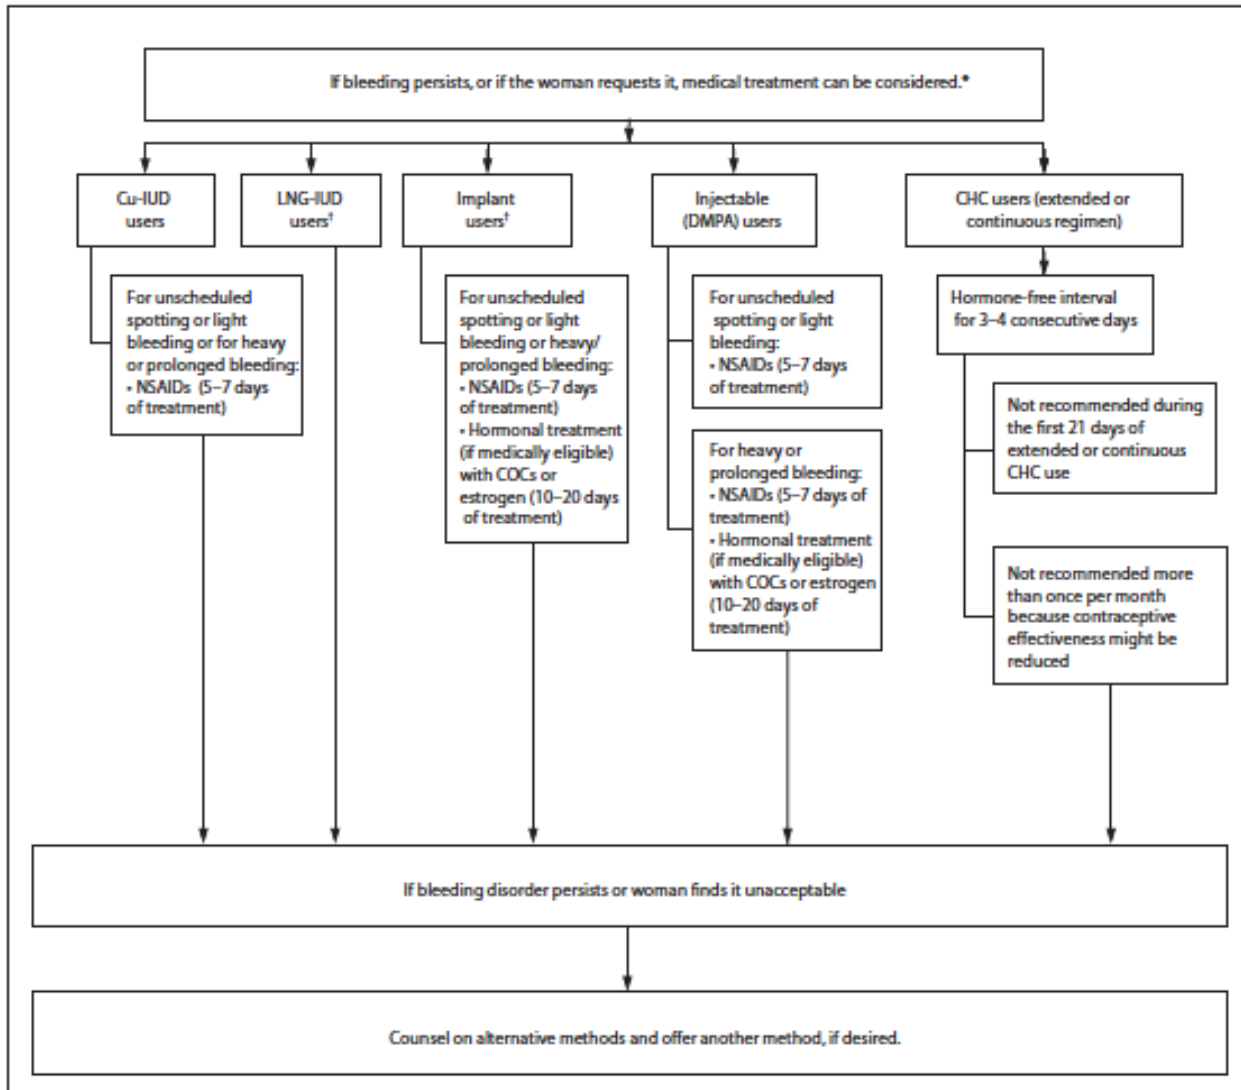 If bleeding persists, or if the woman requests it, medical treatment can be considered.*
Cu-IUD
users
LNG-IUD
users†
Implant
users†
Injectable
(DMPA) users
CHC users (extended or
continuous regimen)
For unscheduled
spotting or light
bleeding or for heavy
or prolonged bleeding:
• NSAIDs (5–7 days
of treatment)
For unscheduled
spotting or light
bleeding or heavy/
prolonged bleeding:
• NSAIDs (5–7 days
of treatment)
• Hormonal treatment
(if medically eligible)
with COCs or
estrogen (10–20 days
of treatment)
For unscheduled
spotting or light
bleeding:
• NSAIDs (5–7 days
of treatment)
For heavy or
prolonged bleeding:
• NSAIDs (5–7 days of
treatment)
• Hormonal treatment
(if medically eligible)
with COCs or estrogen
(10–20 days of
treatment)
Hormone-free interval
for 3–4 consecutive days
Not recommended during
the first 21 days of
extended or continuous
CHC use
Not recommended more
than once per month
because contraceptive
effectiveness might be
reduced
If bleeding disorder persists or woman finds it unacceptable
Counsel on alternative methods and offer another method, if desired.